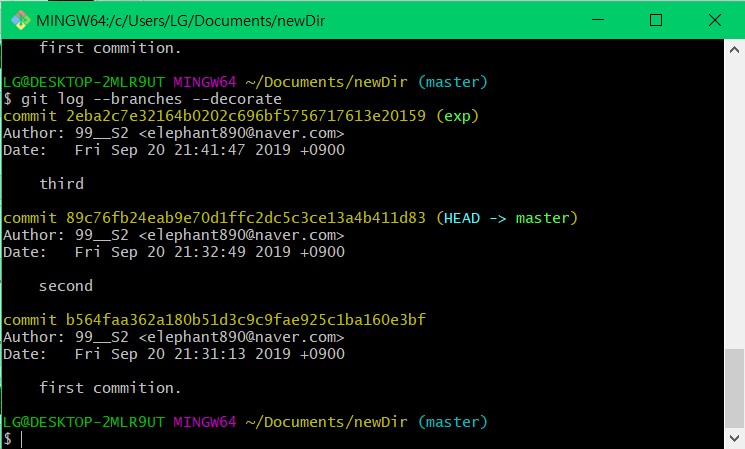 MINGW64:/c/Users/LG/Documents/newDir
first commition.
LG@DESKTOP-2MLR9UT MINGW64 ~/Documents/newDir (master)
$ git log --branches --decorate
commit 2eba2c7e32164b0202c696bf5756717613e20159 (exp)
Author: 99__S2 <elephant890@naver.com>
Date:   Fri Sep 20 21:41:47 2019 +0900
third
commit 89c76fb24eab9e70d1ffc2dc5c3ce13a4b411d83 (HEAD -> master)
Author: 99__S2 <elephant890@naver.com>
Date:   Fri Sep 20 21:32:49 2019 +0900
second
commit b564faa362a180b51d3c9c9fae925c1ba160e3bf
Author: 99__S2 <elephant890@naver.com>
Date:   Fri Sep 20 21:31:13 2019 +0900
first commition.
LG@DESKTOP-2MLR9UT MINGW64 ~/Documents/newDir (master)
$